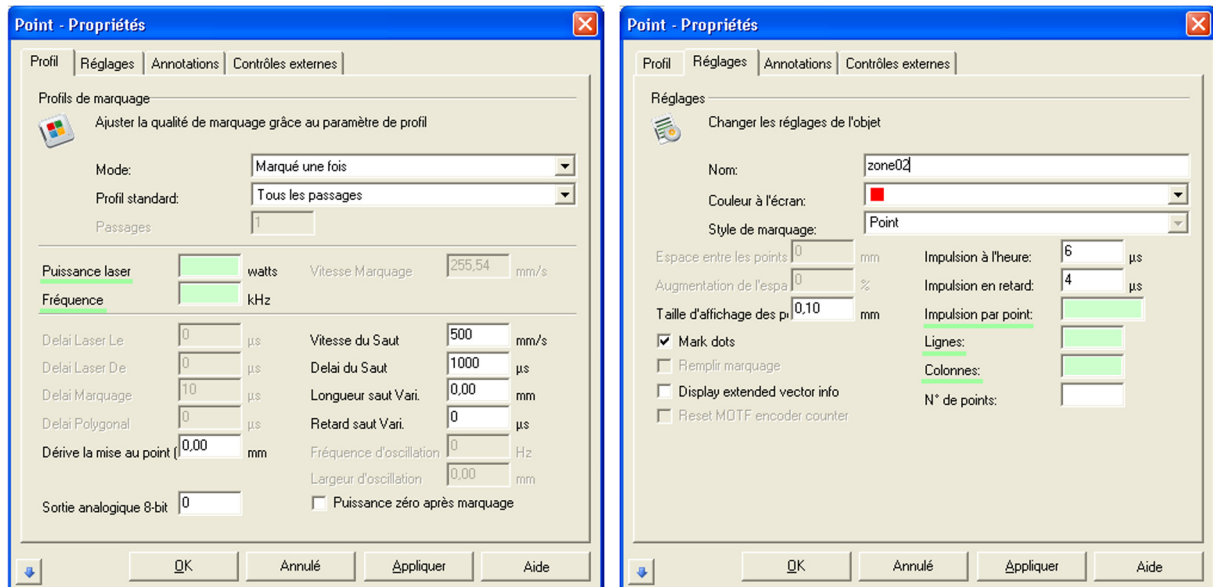 Point - Propriétés
Profil Réglages Annotations Contrôles externes
Profils de marquage
Ajuster la qualité de marquage grâce au paramètre de profil
Mode: Marqué une fois
Profil standard: Tous les passages
Passages 1
Puissance laser watts Vitesse Marquage 255,54 mm/s
Fréquence kHz
Delai Laser Le 0 µs Vitesse du Saut 500 mm/s
Delai Laser De 0 µs Delai du Saut 1000 µs
Delai Marquage 10 µs Longueur saut Vari. 0,00 mm
Delai Polygonal 0 µs Retard saut Vari. 0 µs
Dérive la mise au point ( 0,00 mm Fréquence d'oscillation 0 Hz
Largeur d'oscillation 0,00 mm
Sortie analogique 8-bit 0 Puissance zéro après marquage
OK Annulé Appliquer Aide
Point - Propriétés
Profil Réglages Annotations Contrôles externes
Réglages
Changer les réglages de l'objet
Nom: zone02
Couleur à l'écran:
Style de marquage: Point
Espace entre les points 0 mm Impulsion à l'heure: 6 µs
Augmentation de l'espa 0 % Impulsion en retard: 4 µs
Taille d'affichage des po 0,10 mm Impulsion par point:
Mark dots Lignes:
Remplir marquage Colonnes:
Display extended vector info N° de points:
Reset MOTF encoder counter
OK Annulé Appliquer Aide